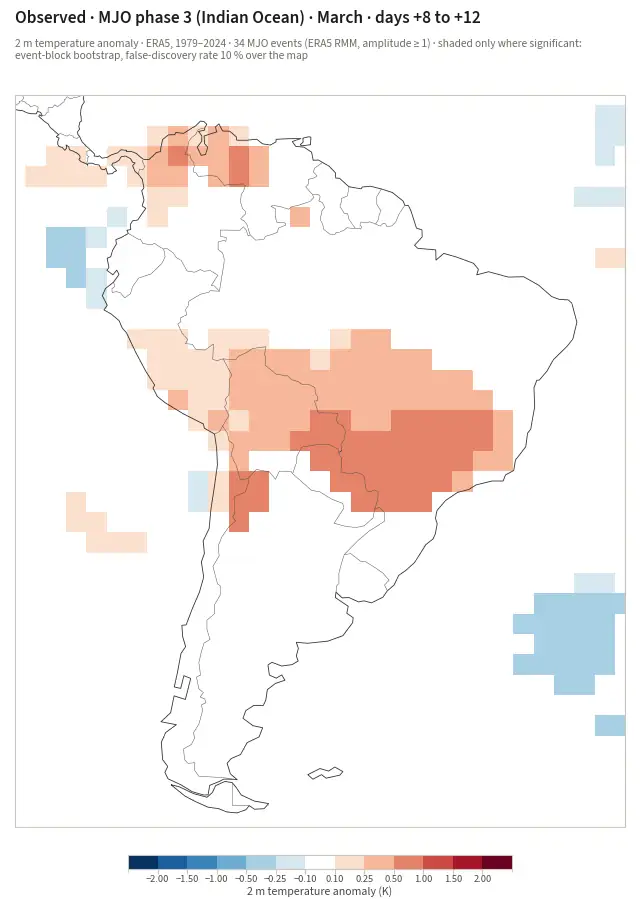 Observed · MJO phase 3 (Indian Ocean) · March · days +8 to +12
2 m temperature anomaly · ERA5, 1979–2024 · 34 MJO events (ERA5 RMM, amplitude ≥ 1) · shaded only where significant:
event-block bootstrap, false-discovery rate 10 % over the map
−2.00 −1.50 −1.00 −0.50 −0.25 −0.10 0.10 0.25 0.50 1.00 1.50 2.00
2 m temperature anomaly (K)